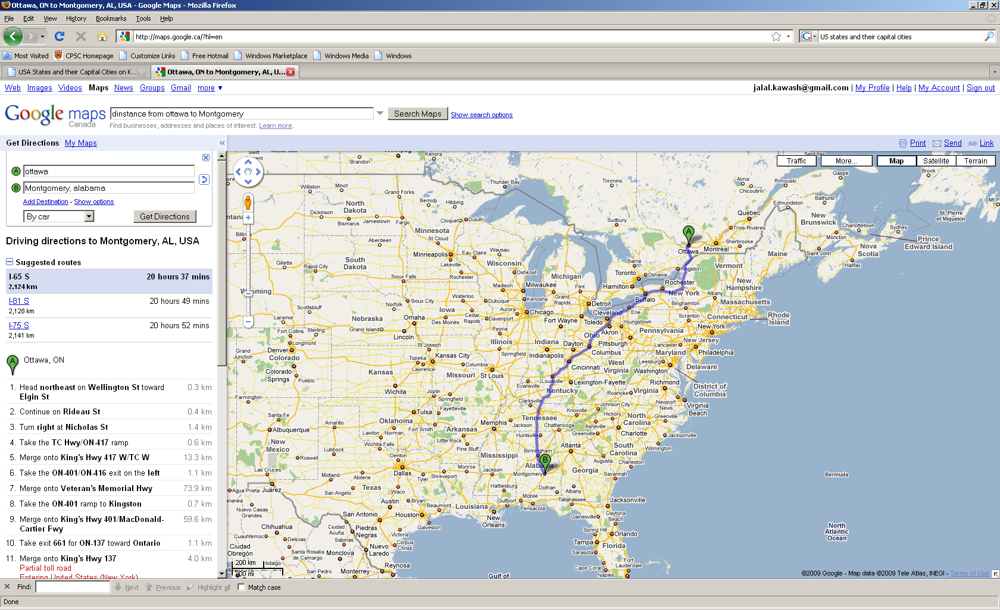 Ottawa, ON to Montgomery, AL, USA - Google Maps - Mozilla Firefox
File Edit View History Bookmarks Tools Help
http://maps.google.ca/?hl=en
US states and their capital cities
Most Visited CPSC Homepage Customize Links Free Hotmail Windows Marketplace Windows Media Windows
USA States and their Capital Cities on K...
Ottawa, ON to Montgomery, AL, U...
Web Images Videos Maps News Groups Gmail more ▼
jalal.kawash@gmail.com | My Profile | Help | My Account | Sign out
Google maps
Canada
dinstance from ottawa to Montgomery
Search Maps
Show search options
Find businesses, addresses and places of interest. Learn more.
Get Directions My Maps
«
Print Send Link
A ottawa
B Montgomery, alabama
Add Destination - Show options
By car
Get Directions
Driving directions to Montgomery, AL, USA
Suggested routes
I-65 S 20 hours 37 mins
2,124 km
I-81 S 20 hours 49 mins
2,128 km
I-75 S 20 hours 52 mins
2,141 km
A Ottawa, ON
1. Head northeast on Wellington St toward 0.3 km
Elgin St
2. Continue on Rideau St 0.4 km
3. Turn right at Nicholas St 1.4 km
4. Take the TC Hwy/ON-417 ramp 0.6 km
5. Merge onto King's Hwy 417 W/TC W 13.3 km
6. Take the ON-401/ON-416 exit on the left 1.1 km
7. Merge onto Veteran's Memorial Hwy 73.9 km
8. Take the ON-401 ramp to Kingston 0.7 km
9. Merge onto King's Hwy 401/MacDonald- 59.6 km
Cartier Fwy
10. Take exit 661 for ON-137 toward Ontario 1.1 km
11. Merge onto King's Hwy 137 4.0 km
Partial toll road
Entering United States (New York)
Traffic More... Map Satellite Terrain
Swift Current
Brandon
Kenora
Thunder Bay
Timmins
Alma
Chicoutimi
Rimouski
Gaspé
Brook
Williston
Minot
Grand Forks
Bemidji
Hibbing
Bathurst
Edmundston
North Dakota
Québec
New Brunswick
St. Pierre et Miquelon
Dickinson
Jamestown
Fargo
Cloquet
Duluth
Bismarck
Sudbury
Trois-Rivières
Charlottetown
Sydney
Minnesota
St Cloud
A
Moncton
Prince Edward Island
Aberdeen
Sherbrooke
Ottawa
Montréal
Maine
Saint John
Nova Scotia
Halifax
Minneapolis
Eau Claire
Wausau
Lakeville
Rochester
Wisconsin
Oshkosh
Barrie
Kingston
Vermont
Gillette
Rapid City
South Dakota
Sioux Falls
Michigan
Toronto
Oshawa
Hamilton
Rochester
New Hampshire
Wyoming
Madison
Milwaukee
Grand Rapids
Flint
Buffalo
New York
Albany
Massachusetts
Waterloo
Dubuque
Kenosha
Detroit
Binghamton
Rhode Island
Connecticut
Scottsbluff
Norfolk
Sioux City
Iowa
Cedar Rapids
Aurora
Chicago
Cleveland
Erie
Scranton
Laramie
Nebraska
Omaha
Des Moines
Davenport
Fort Wayne
Toledo
Youngstown
New York
Fort Collins
Sterling
Grand Island
Lincoln
Peoria
Akron
Pennsylvania
New Jersey
Longmont
St Joseph
Illinois
Indiana
Ohio
Dayton
Pittsburgh
Lancaster
Philadelphia
Grand Junction
Denver
Colorado
Topeka
Lawrence
Kansas City
Columbia
Springfield
Indianapolis
Columbus
Maryland
Leesburg
Washington
Delaware
Colorado Springs
Pueblo
Kansas
Missouri
St Louis
Cincinnati
West Virginia
Louisville
Lexington-Fayette
Richmond
District of Columbia
Evansville
Kentucky
Roanoke
Virginia
Wichita
Joplin
Springfield
Farmington
Newport News
Virginia Beach
Clarksville
Knoxville
Johnson City
Hickory
Santa Fe
Tulsa
Fayetteville
Tennessee
Asheville
North Carolina
Albuquerque
Amarillo
Oklahoma
Fort Smith
Arkansas
Memphis
Jackson
Chattanooga
Greenville
Charlotte
Jacksonville
Lawton
Norman
Little Rock
Huntsville
Wilmington
New Mexico
Wichita Falls
Pine Bluff
Atlanta
South Carolina
Lubbock
Birmingham
Roswell
Denton
Mississippi
B
Alabama
Augusta
Charleston
Las Cruces
Dallas
Monroe
Jackson
Montgomery
Georgia
Savannah
Bermuda
Midland
Abilene
Tyler
Shreveport
Agua Prieta
Juárez
San Angelo
Texas
Waco
Hattiesburg
Dothan
Albany
Mobile
Tallahassee
Jacksonville
Nuevo Casas Grandes
Austin
Bryan
Beaumont
Louisiana
Gulfport
Pensacola
Gainesville
Daytona Beach
San Antonio
Houston
New Orleans
Chihuahua
Ciudad Acuña
Piedras Negras
Galveston
Spring Hill
Orlando
Cuauhtémoc
Delicias
Sabinas
Victoria
Corpus Christi
Tampa
Florida
North Atlantic Ocean
Ciudad Obregón
Santa Rosalia de Camargo
Monclova
Nuevo Laredo
Sarasota
Hidalgo
Reynosa
Fort Lauderdale
San Pedro
Monterrey
Cape Coral
Naples
Gulf of
200 km
200 mi
©2009 Google - Map data ©2009 Tele Atlas, INEGI - Terms of Use
Find: Next Previous Highlight all Match case
Done